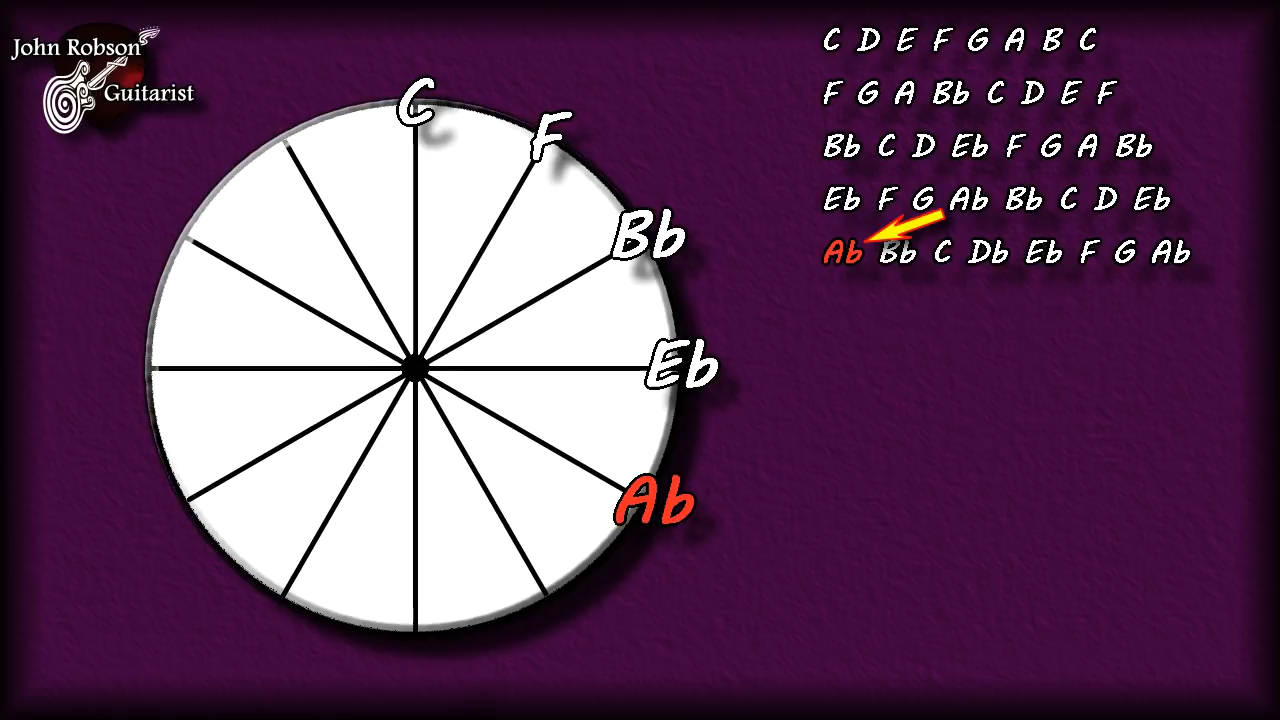 John Robson
Guitarist
C
F
Bb
Eb
Ab
C D E F G A B C
F G A Bb C D E F
Bb C D Eb F G A Bb
Eb F G Ab Bb C D Eb
Ab Bb C Db Eb F G Ab